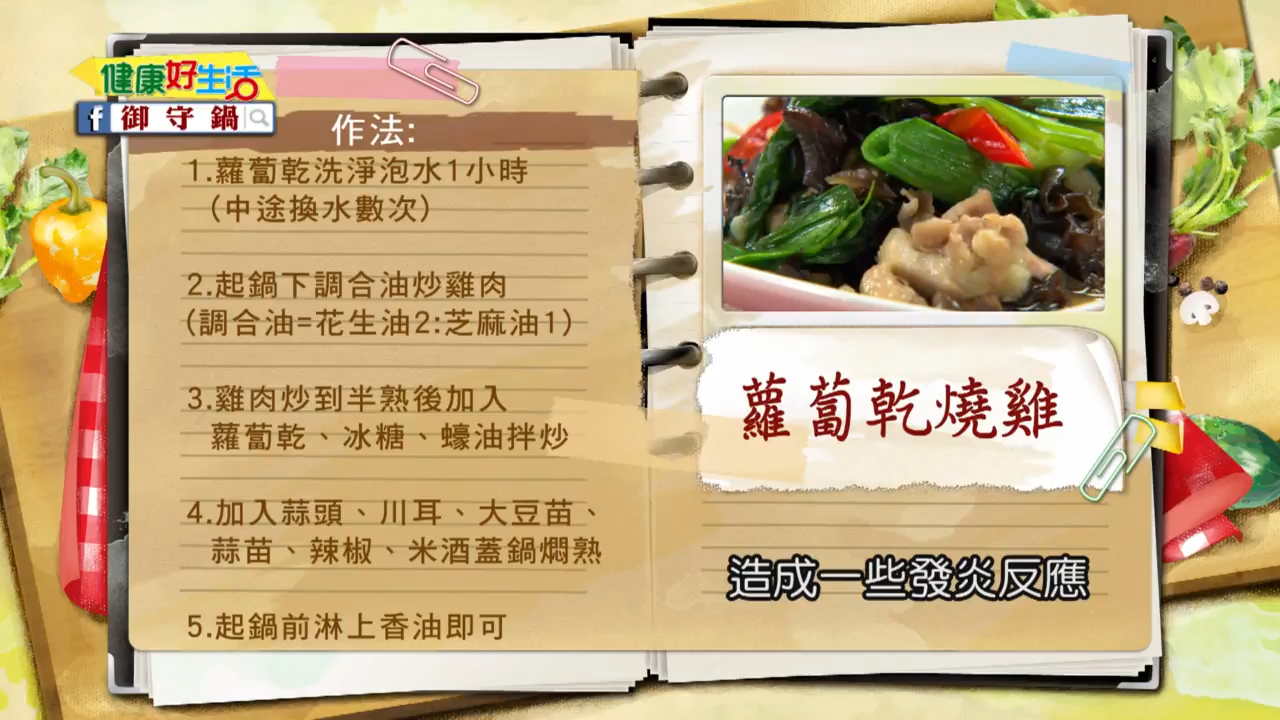 健康好生活
御守鍋
作法:
1.蘿蔔乾洗淨泡水1小時
(中途換水數次)
2.起鍋下調合油炒雞肉
(調合油=花生油2:芝麻油1)
3.雞肉炒到半熟後加入
蘿蔔乾、冰糖、蠔油拌炒
4.加入蒜頭、川耳、大豆苗、
蒜苗、辣椒、米酒蓋鍋燜熟
5.起鍋前淋上香油即可
蘿蔔乾燒雞
造成一些發炎反應